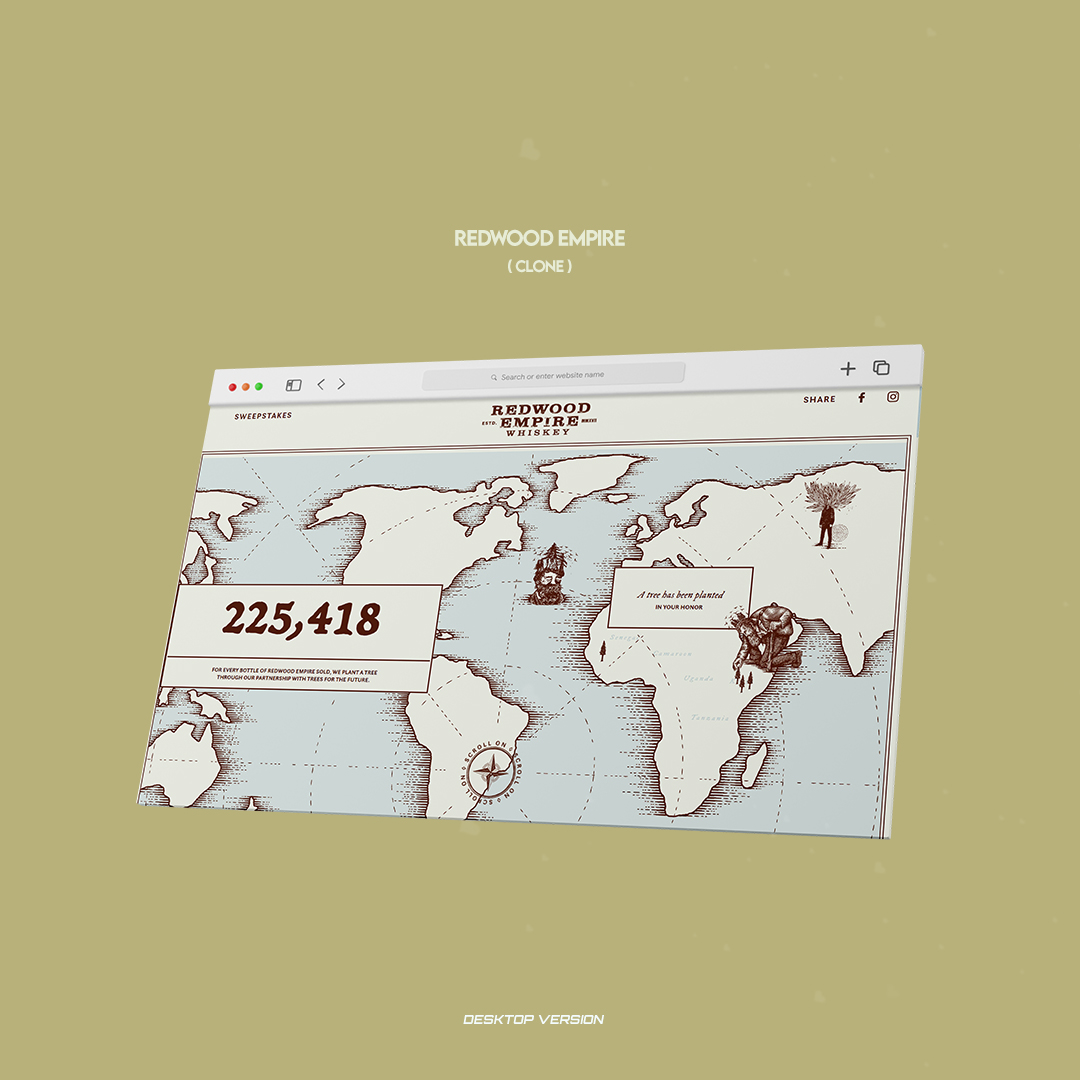 REDWOOD EMPIRE
( CLONE )
Search or enter website name
SWEEPSTAKES
REDWOOD
ESTD. EMPIRE MMXVI
WHISKEY
SHARE
225,418
FOR EVERY BOTTLE OF REDWOOD EMPIRE SOLD, WE PLANT A TREE
THROUGH OUR PARTNERSHIP WITH TREES FOR THE FUTURE.
A tree has been planted
IN YOUR HONOR
Senegal
Cameroon
Uganda
Tanzania
SCROLL ON SCROLL ON SCROLL ON
DESKTOP VERSION